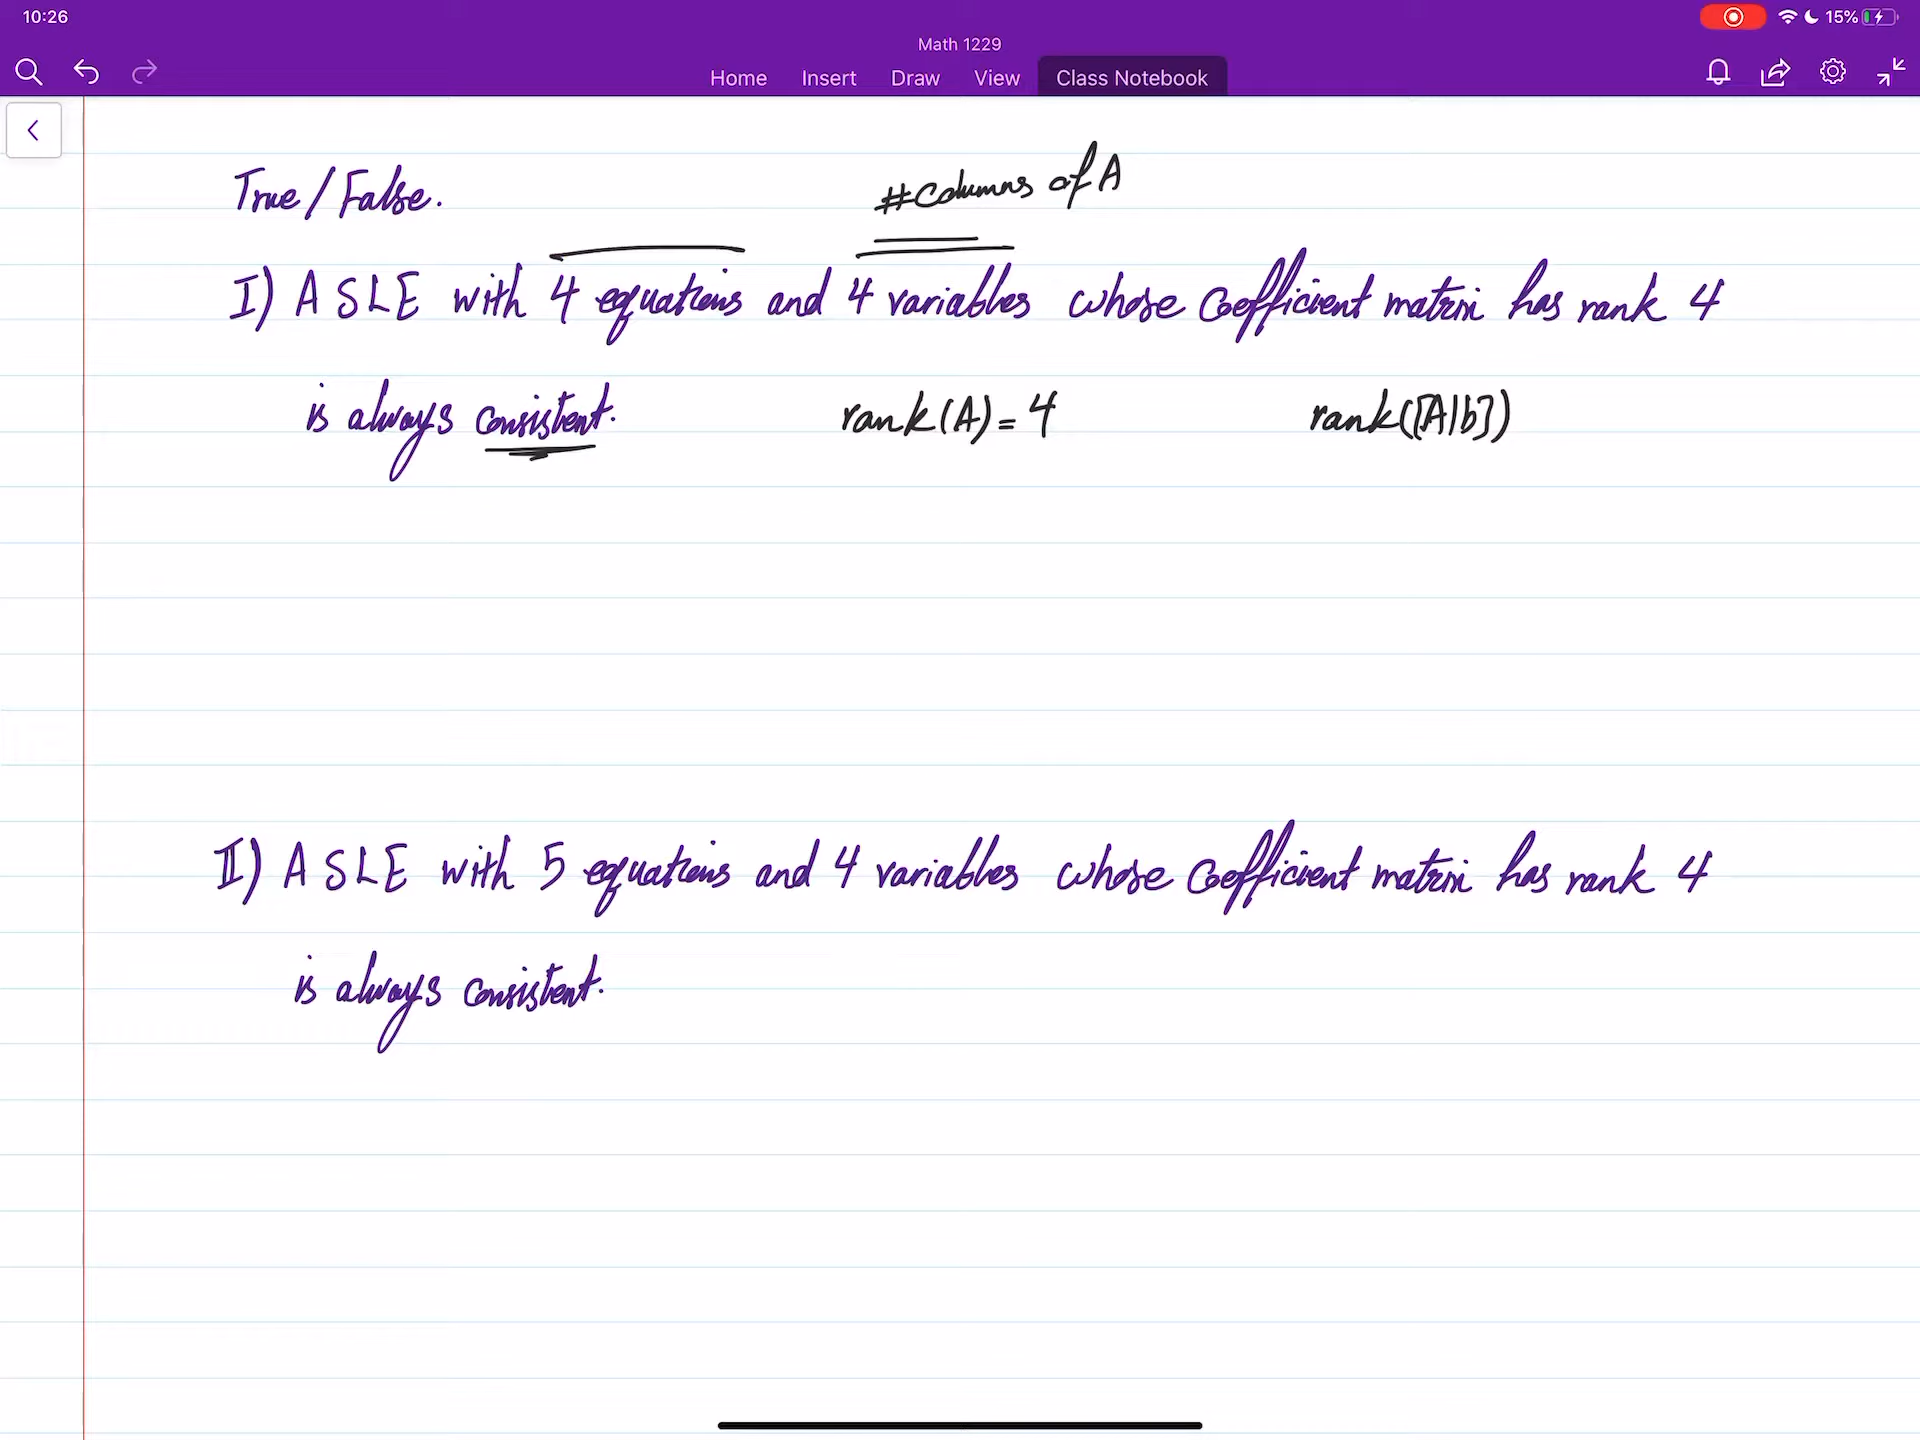 10:26
15%
Math 1229
Home Insert Draw View Class Notebook
True/False.
#Columns of A
I) A SLE with 4 equations and 4 variables whose Coefficient matrix has rank 4
is always consistent.
rank(A) = 4
rank([A|b])
II) A SLE with 5 equations and 4 variables whose Coefficient matrix has rank 4
is always consistent.